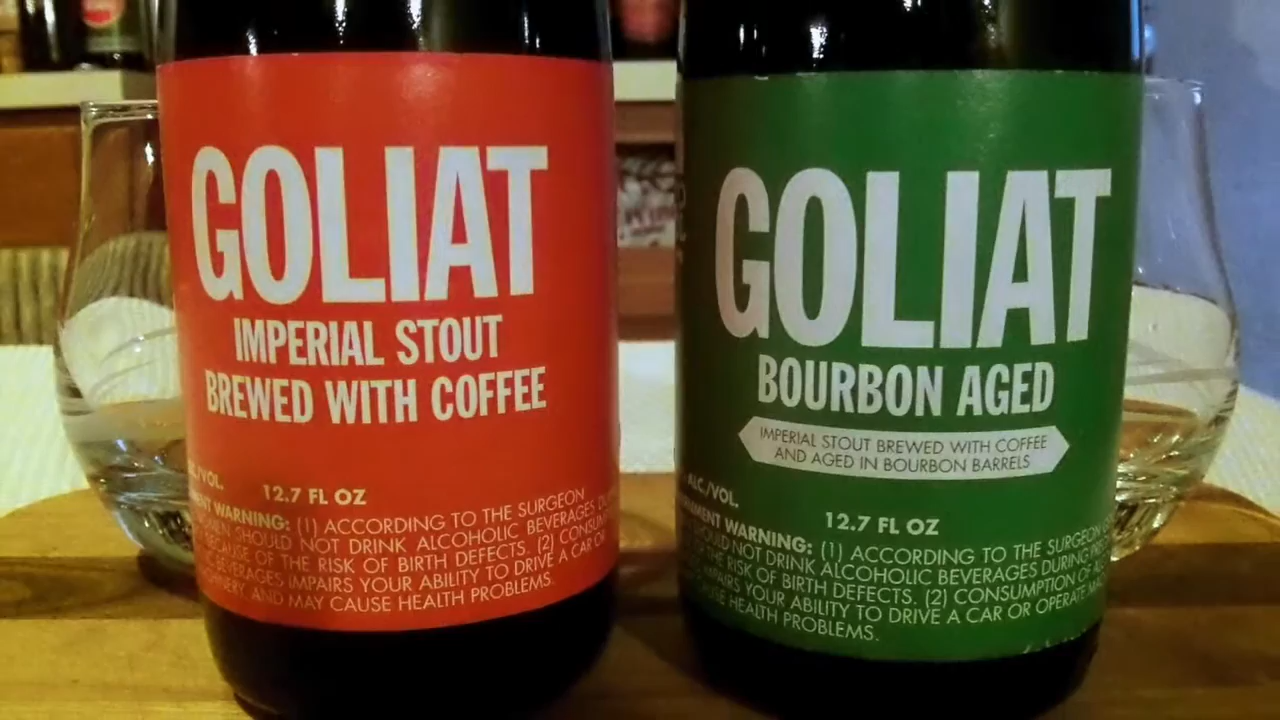 GOLIAT
IMPERIAL STOUT
BREWED WITH COFFEE
/VOL.
12.7 FL OZ
WARNING: (1) ACCORDING TO THE SURGEON
SHOULD NOT DRINK ALCOHOLIC BEVERAGES
OF THE RISK OF BIRTH DEFECTS. (2)
BEVERAGES IMPAIRS YOUR ABILITY TO DRIVE A CAR OR
AND MAY CAUSE HEALTH PROBLEMS.
GOLIAT
BOURBON AGED
IMPERIAL STOUT BREWED WITH COFFEE
AND AGED IN BOURBON BARRELS
ALC./VOL.
12.7 FL OZ
WARNING: (1) ACCORDING TO THE SURGEON
SHOULD NOT DRINK ALCOHOLIC BEVERAGES DURING
THE RISK OF BIRTH DEFECTS. (2) CONSUMPTION OF
IMPAIRS YOUR ABILITY TO DRIVE A CAR OR OPERATE
HEALTH PROBLEMS.